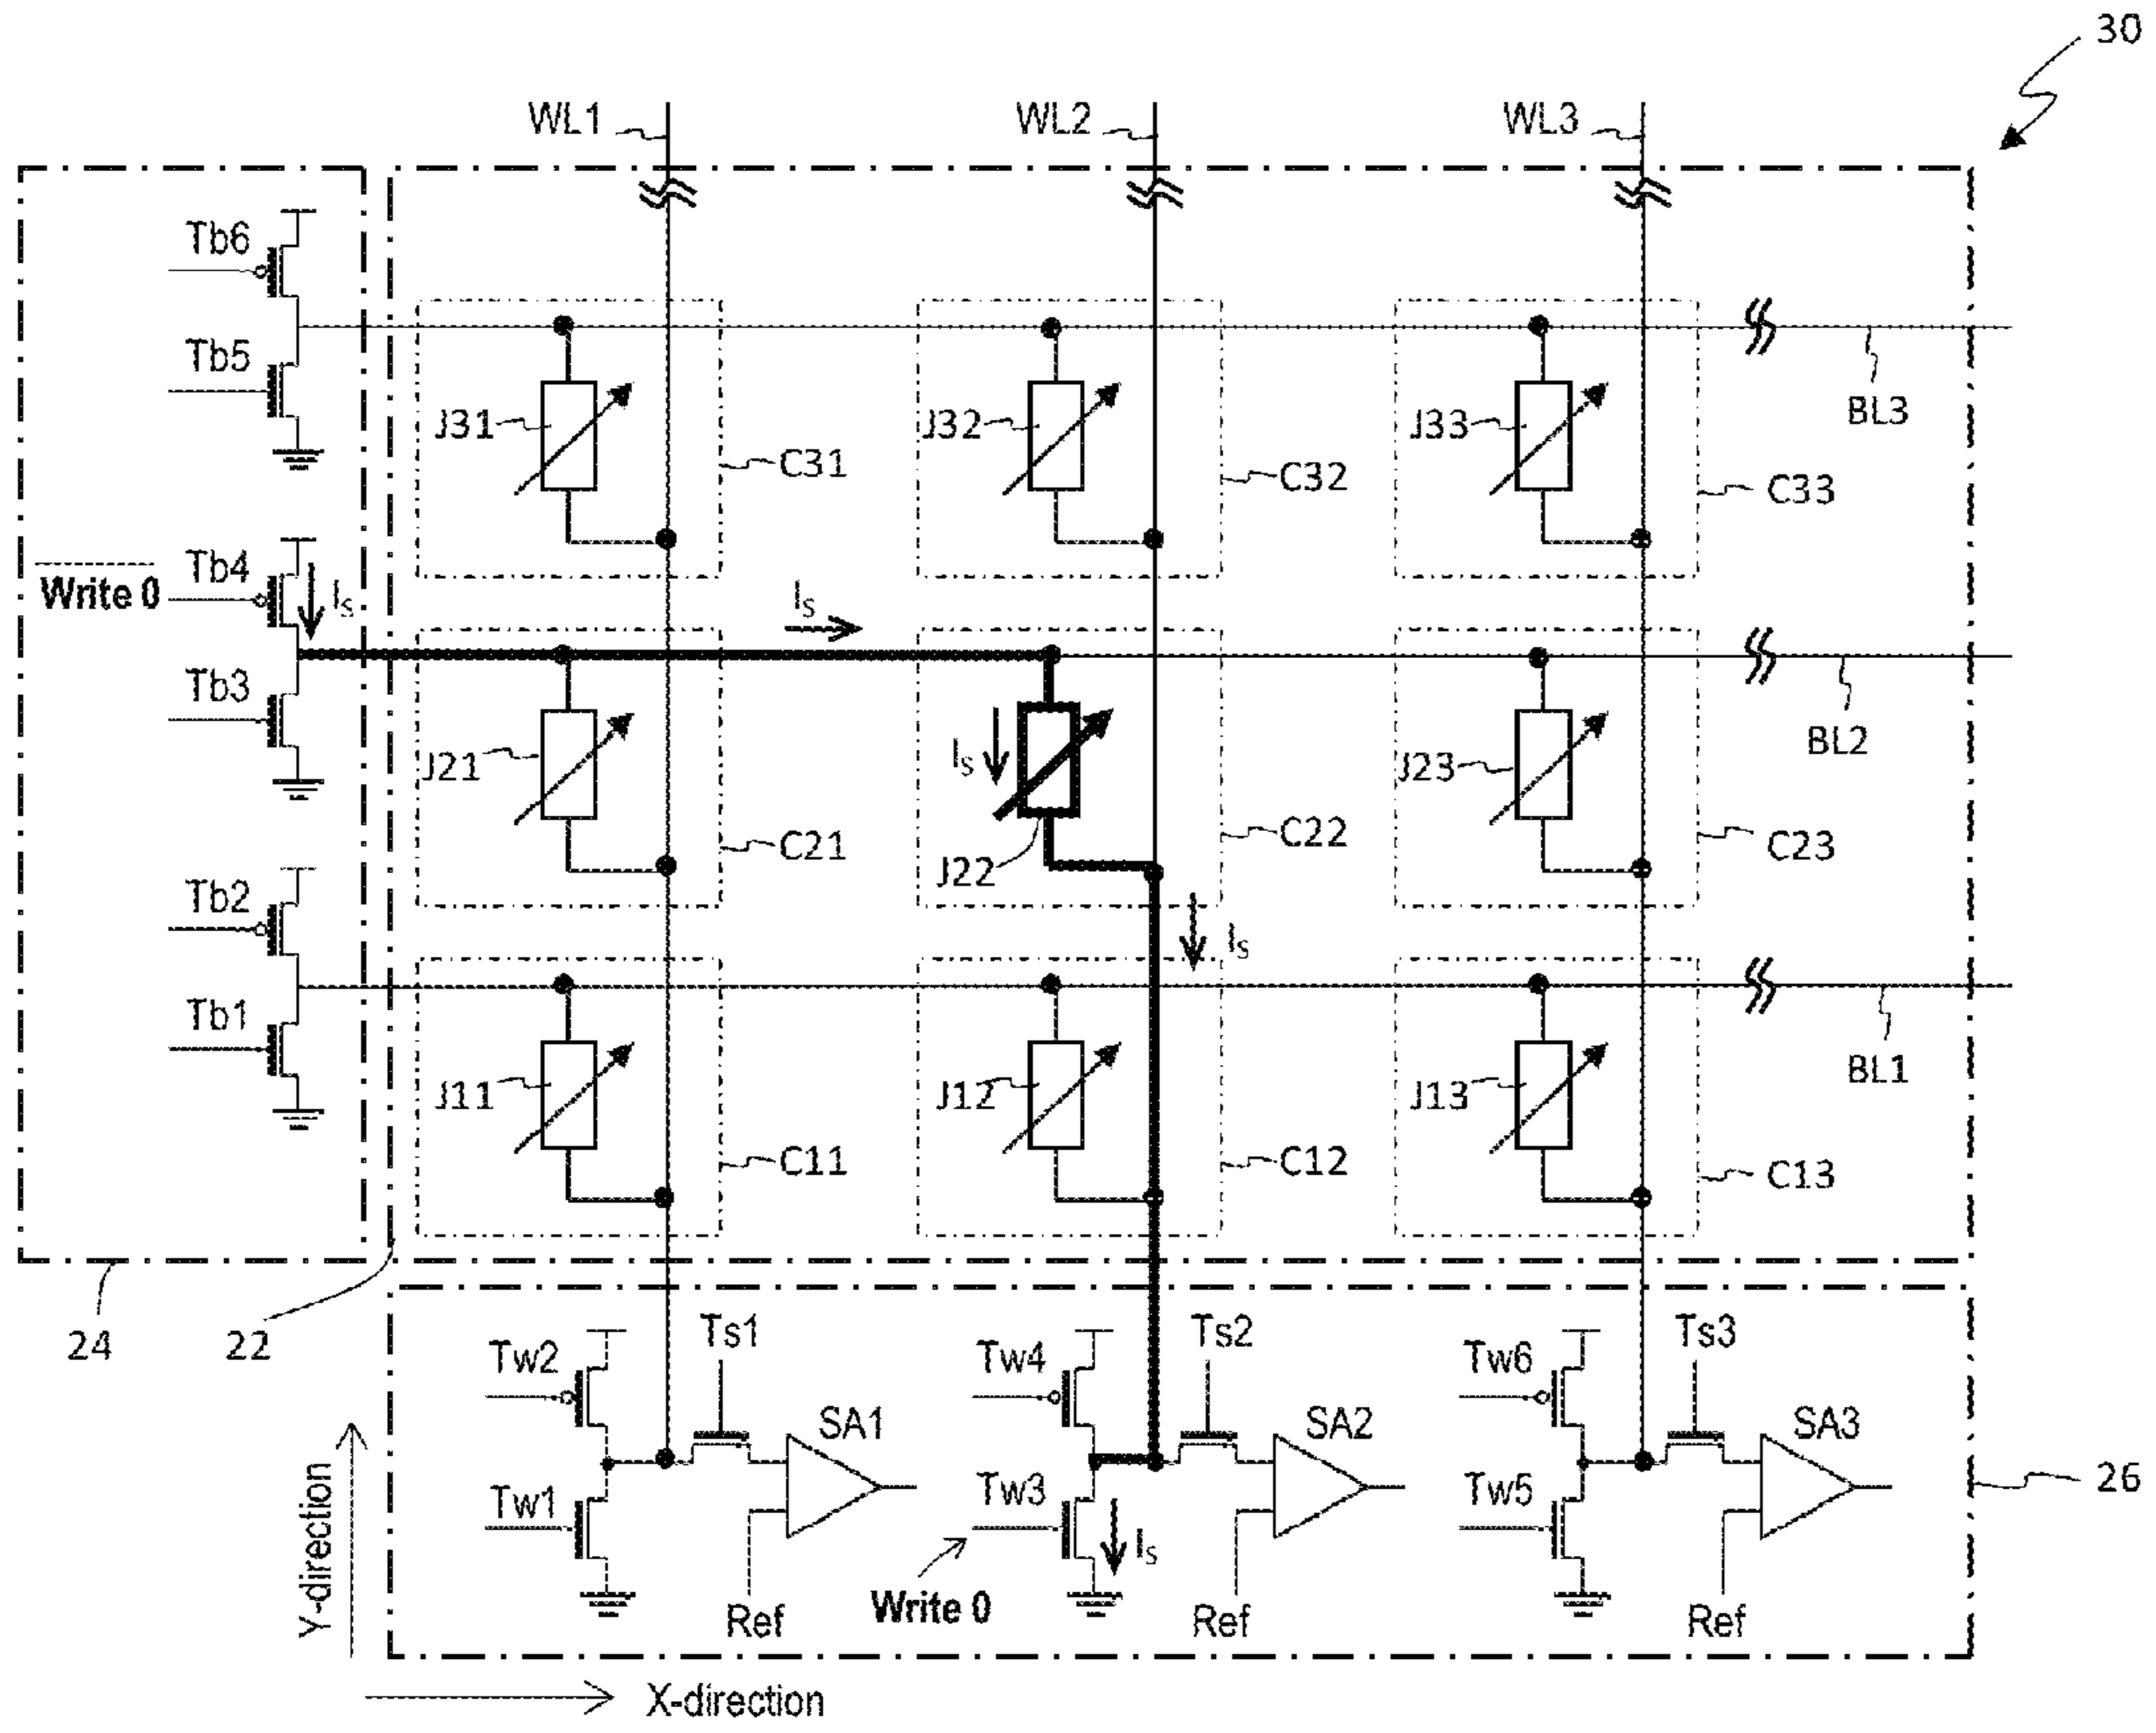 30
WL1
WL2
WL3
Tb6
Tb5
BL3
J31
J32
J33
C31
C32
C33
Tb4
Write 0
Is
Is
Tb3
BL2
J21
Is
J23
C21
C22
C23
J22
Tb2
Is
Tb1
BL1
J11
J12
J13
C11
C12
C13
24
22
Ts1
Ts2
Ts3
Tw2
Tw4
Tw6
SA1
SA2
SA3
Tw1
Tw3
Tw5
26
Is
Write 0
Ref
Ref
Ref
Y-direction
X-direction